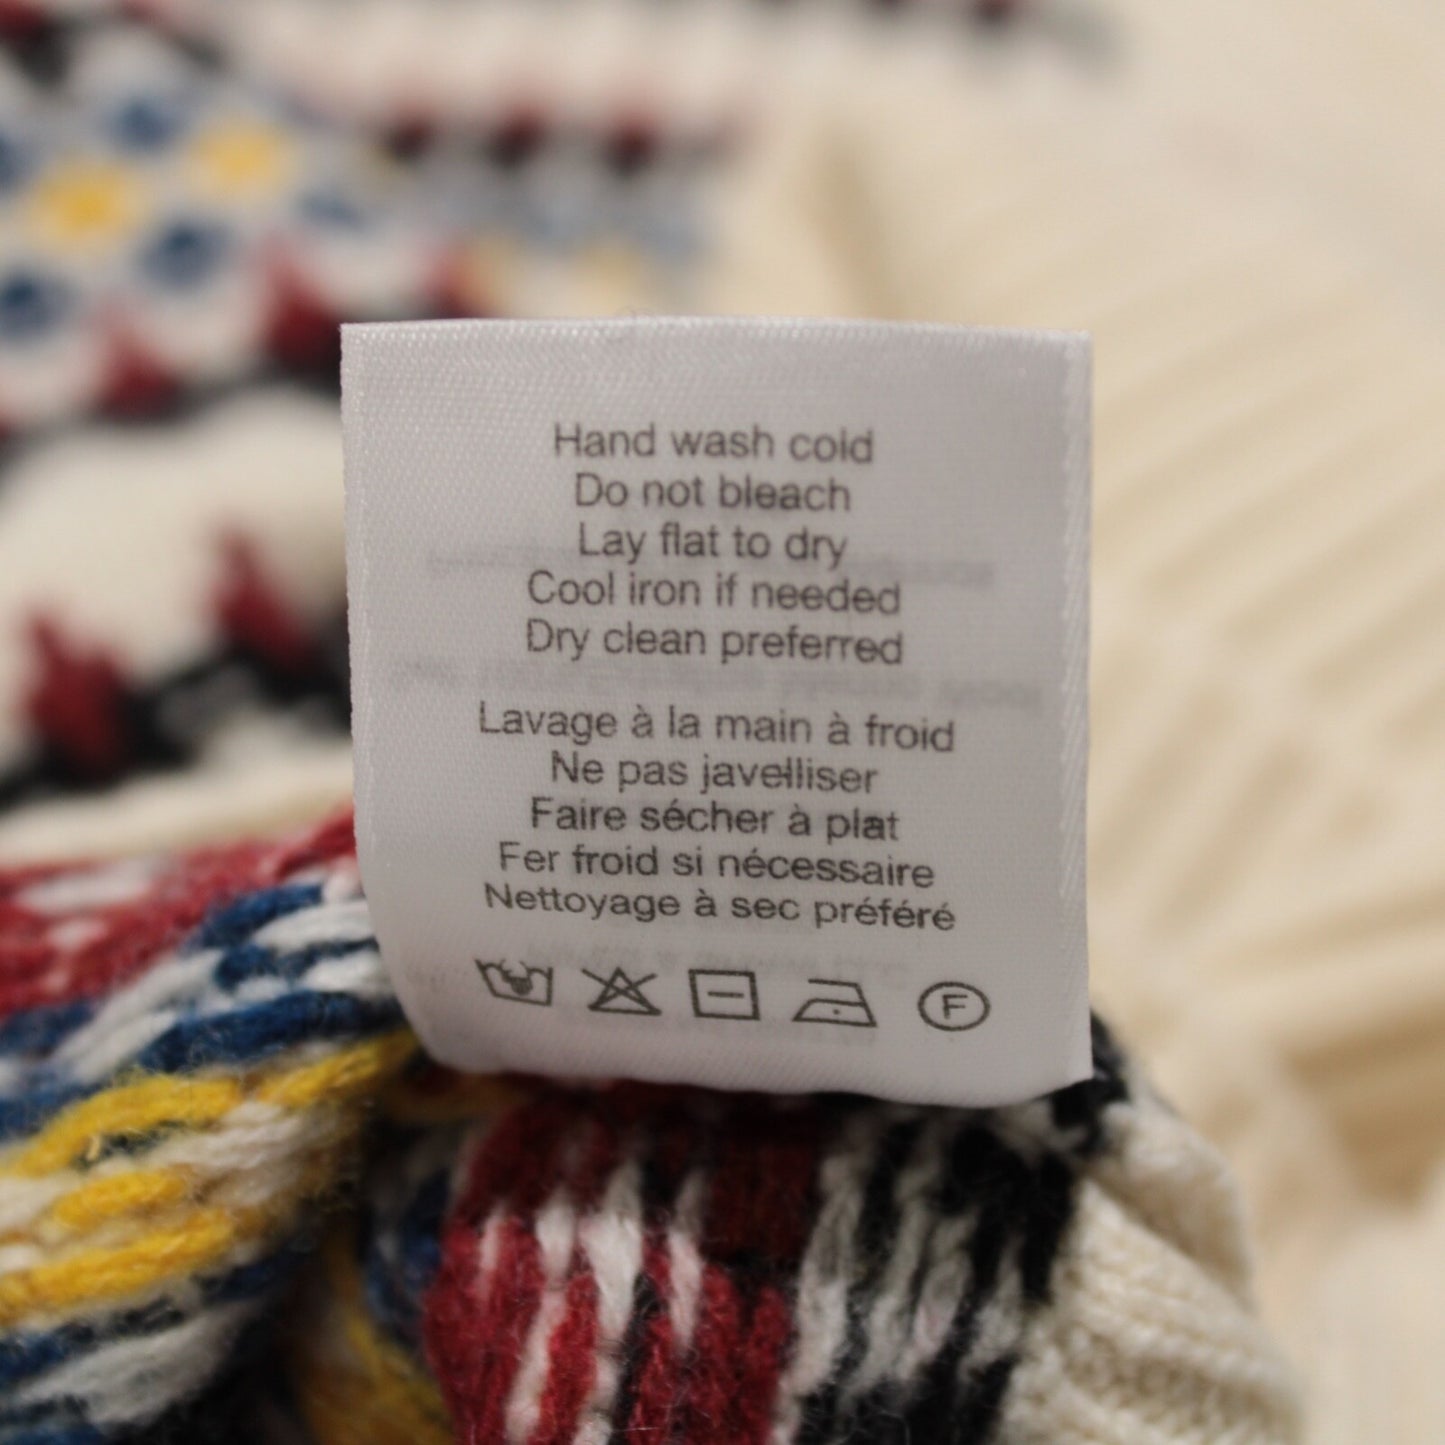 Hand wash cold
Do not bleach
Lay flat to dry
Cool iron if needed
Dry clean preferred
Lavage à la main à froid
Ne pas javelliser
Faire sécher à plat
Fer froid si nécessaire
Nettoyage à sec préféré
F